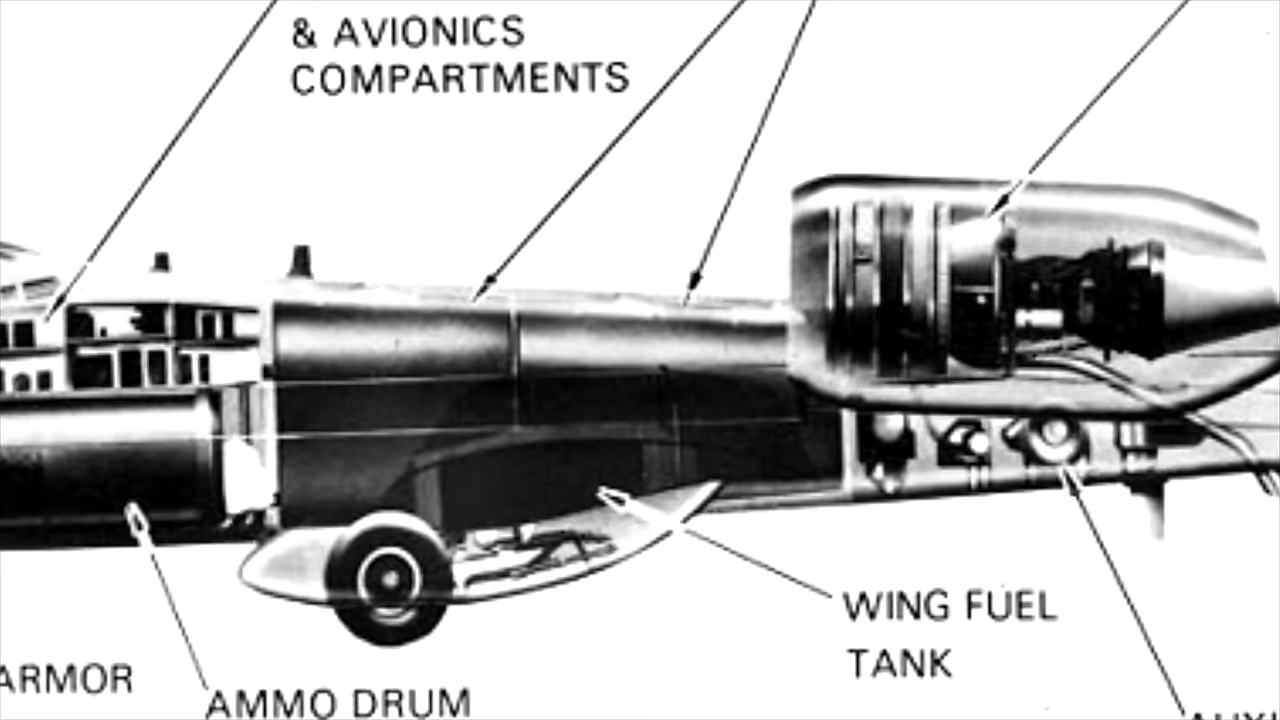 & AVIONICS
COMPARTMENTS
WING FUEL
TANK
ARMOR
AMMO DRUM